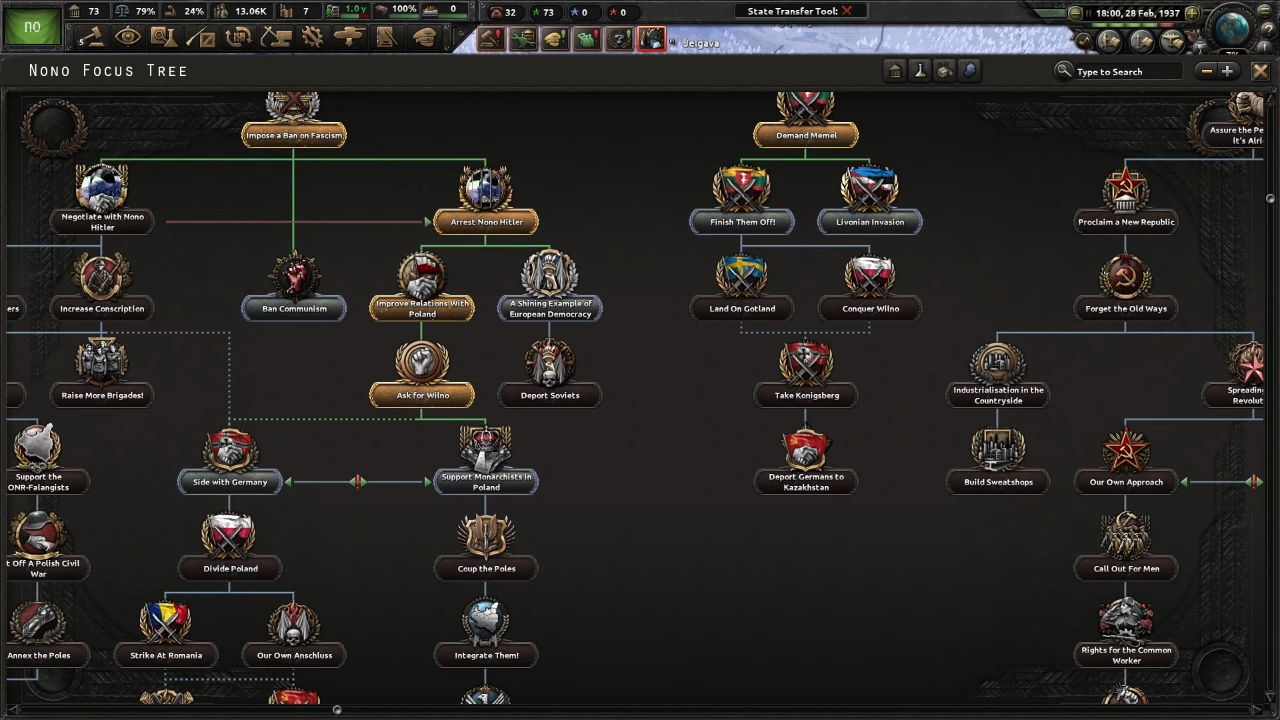 73
79%
24%
13.06K
7
1.0 y
100%
0
32
73
0
0
State Transfer Tool:
18:00, 28 Feb, 1937
NO
5
Jelgava
Nono Focus Tree
Type to Search
Impose a Ban on Fascism
Demand Memel
Assure the Pe
it's Alri
Negotiate with Nono
Hitler
Arrest Nono Hitler
Finish Them Off!
Livonian Invasion
Proclaim a New Republic
ers
Increase Conscription
Ban Communism
Improve Relations With
Poland
A Shining Example of
European Democracy
Land On Gotland
Conquer Wilno
Forget the Old Ways
Raise More Brigades!
Ask for Wilno
Deport Soviets
Take Konigsberg
Industrialisation in the
Countryside
Spreading
Revolut
Support the
ONR-Falangists
Side with Germany
Support Monarchists in
Poland
Deport Germans to
Kazakhstan
Build Sweatshops
Our Own Approach
t Off A Polish Civil
War
Divide Poland
Coup the Poles
Call Out For Men
Annex the Poles
Strike At Romania
Our Own Anschluss
Integrate Them!
Rights for the Common
Worker